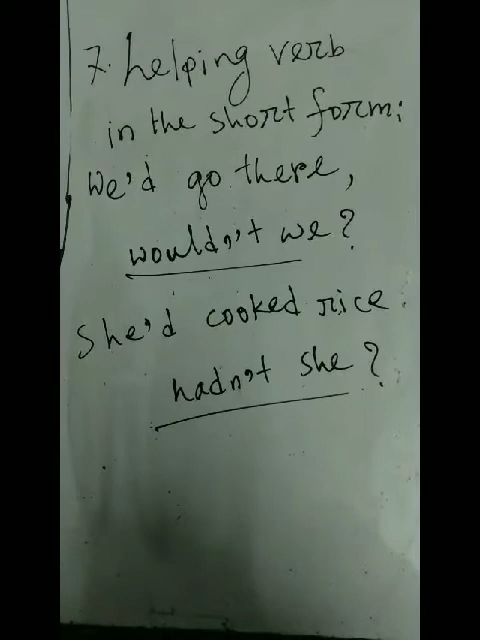 7. helping verb
in the short form:
We'd go there,
wouldn't we?
She'd cooked rice.
hadn't she?